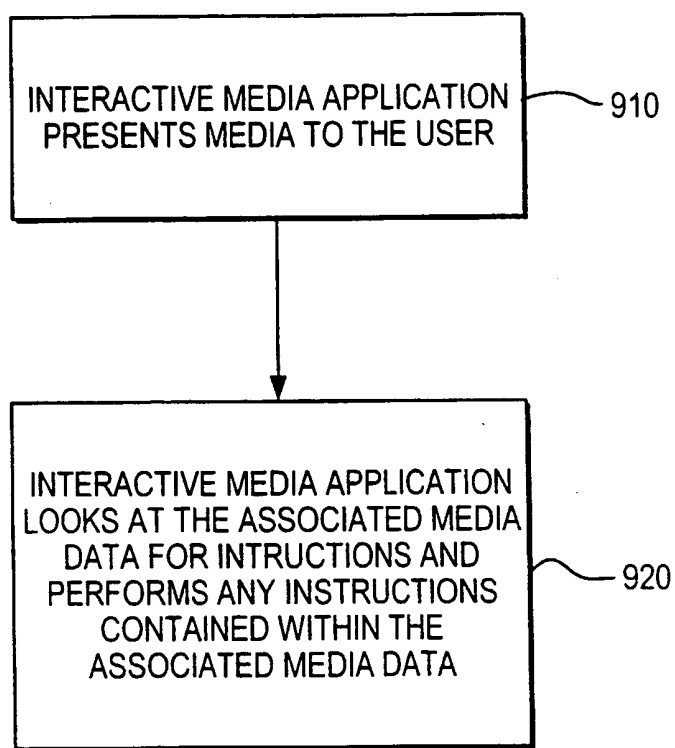 INTERACTIVE MEDIA APPLICATION
PRESENTS MEDIA TO THE USER
910
INTERACTIVE MEDIA APPLICATION
LOOKS AT THE ASSOCIATED MEDIA
DATA FOR INTRUCTIONS AND
PERFORMS ANY INSTRUCTIONS
CONTAINED WITHIN THE
ASSOCIATED MEDIA DATA
920